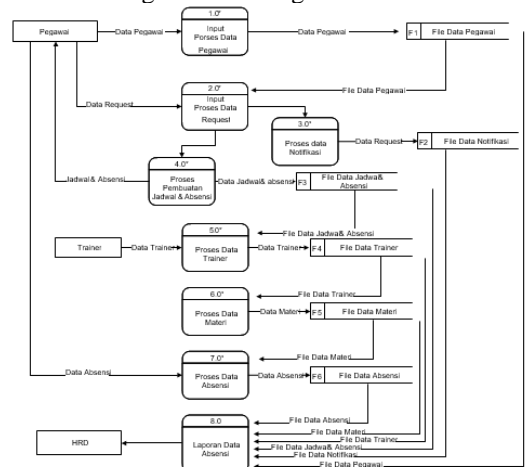 1.0*
Input
Porses Data
Pegawai
Pegawai
Data Pegawai
Data Pegawai
F1
File Data Pegawai
File Data Pegawai
2.0*
Input
Proses Data
Request
Data Request
3.0*
Proses data
Notifikasi
Data Request
F2
File Data Notifikasi
4.0*
Proses
Pembuatan
Jadwal & Absensi
Jadwal & Absensi
Data Jadwal& absensi
F3
File Data Jadwal&
Absensi
File Data Jadwa& Absensi
5.0*
Proses Data
Trainer
Trainer
Data Trainer
Data Trainer
F4
File Data Trainer
File Data Trainer
6.0*
Proses Data
Materi
Data Materi
F5
File Data Materi
File Data Materi
7.0*
Proses Data
Absensi
Data Absensi
Data Absensi
F6
File Data Absensi
8.0
Laporan Data
Absensi
HRD
File Data Absensi
File Data Materi
File Data Trainer
File Data Jadwa& Absensi
File Data Notifikasi
File Data Pegawai